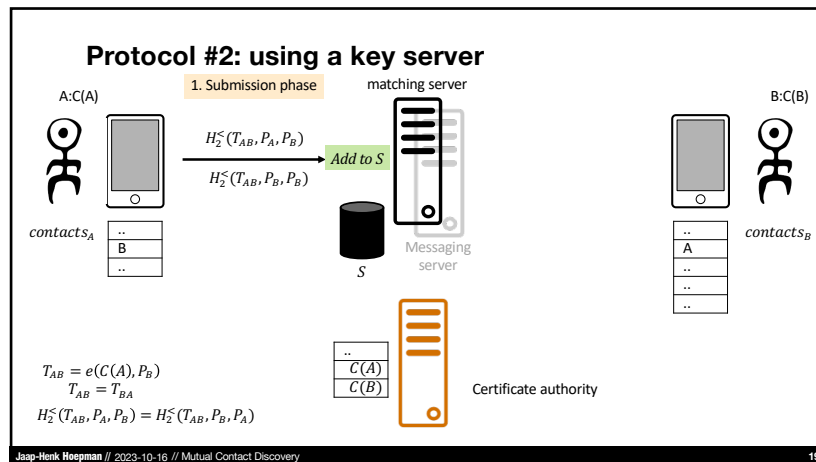 Protocol #2: using a key server
1. Submission phase
matching server
A:C(A)
B:C(B)
H₂^<(T_AB, P_A, P_B)
Add to S
H₂^<(T_AB, P_B, P_B)
contacts_A
..
B
..
S
Messaging
server
..
A
..
..
..
contacts_B
T_AB = e(C(A), P_B)
T_AB = T_BA
H₂^<(T_AB, P_A, P_B) = H₂^<(T_AB, P_B, P_A)
..
C(A)
C(B)
Certificate authority
Jaap-Henk Hoepman // 2023-10-16 // Mutual Contact Discovery
19